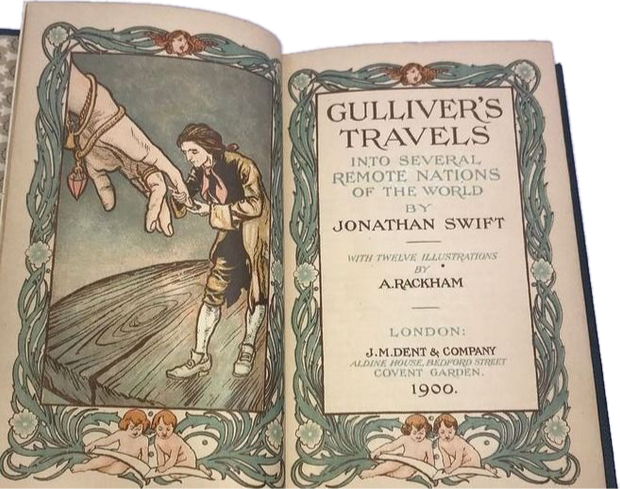 GULLIVER'S
TRAVELS
INTO SEVERAL
REMOTE NATIONS
OF THE WORLD
BY
JONATHAN SWIFT
WITH TWELVE ILLUSTRATIONS
BY
A. RACKHAM
LONDON:
J. M. DENT & COMPANY
ALDINE HOUSE, BEDFORD STREET
COVENT GARDEN.
1900.